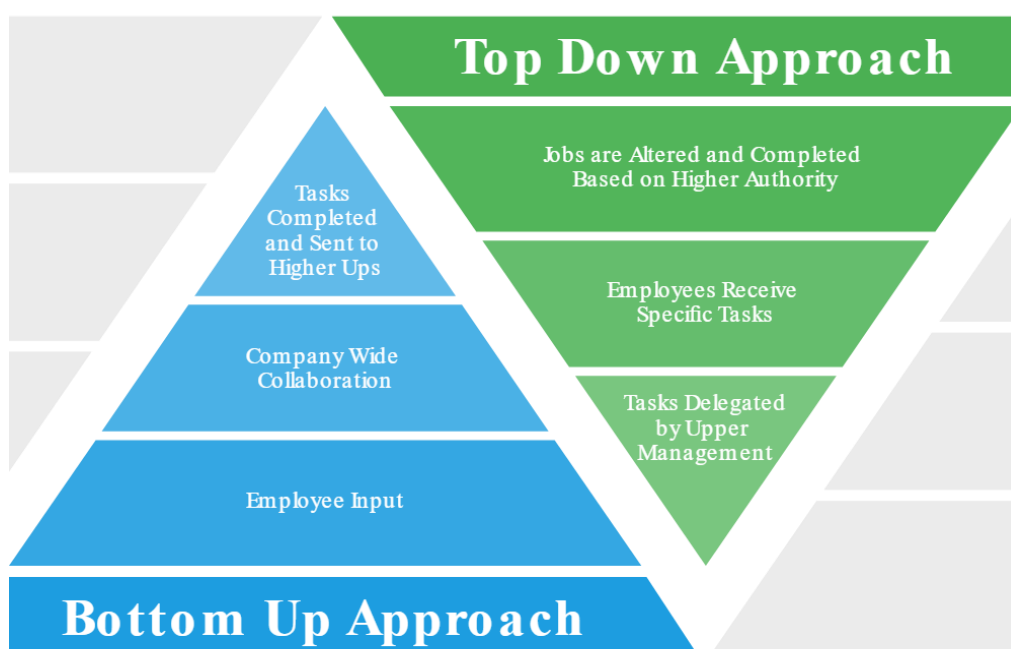 Top Down Approach
Jobs are Altered and Completed
Based on Higher Authority
Employees Receive
Specific Tasks
Tasks Delegated
by Upper
Management
Tasks
Completed
and Sent to
Higher Ups
Company Wide
Collaboration
Employee Input
Bottom Up Approach